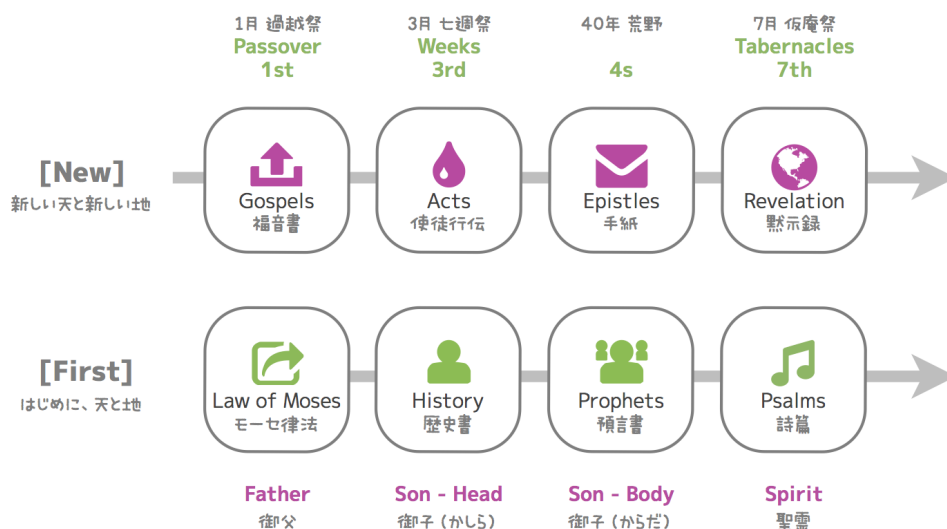 1月 過越祭
Passover
1st
3月 七週祭
Weeks
3rd
40年 荒野
4s
7月 仮庵祭
Tabernacles
7th
[New]
新しい天と新しい地
Gospels
福音書
Acts
使徒行伝
Epistles
手紙
Revelation
黙示録
[First]
はじめに、天と地
Law of Moses
モーセ律法
History
歴史書
Prophets
預言書
Psalms
詩篇
Father
御父
Son - Head
御子 (かしら)
Son - Body
御子 (からだ)
Spirit
聖霊